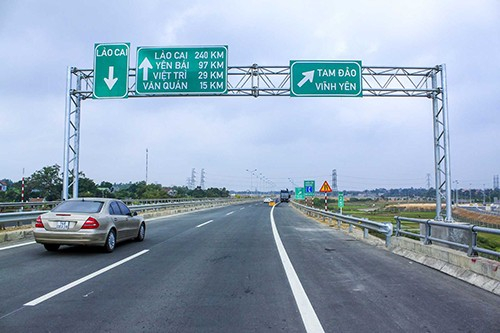 LÀO CAI
LÀO CAI 240 KM
YÊN BÁI 97 KM
VIỆT TRÌ 29 KM
VĂN QUÁN 15 KM
TAM ĐẢO
VĨNH YÊN